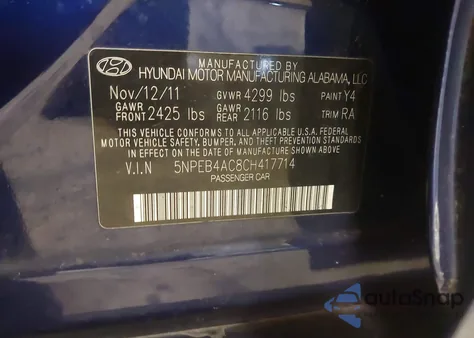 MANUFACTURED BY
HYUNDAI MOTOR MANUFACTURING ALABAMA, LLC
Nov/12/11 GVWR 4299 lbs PAINT Y4
GAWR FRONT 2425 lbs GAWR REAR 2116 lbs TRIM RA
THIS VEHICLE CONFORMS TO ALL APPLICABLE U.S.A. FEDERAL
MOTOR VEHICLE SAFETY, BUMPER, AND THEFT PREVENTION
STANDARDS IN EFFECT ON THE DATE OF MANUFACTURE SHOWN ABOVE.
V.I.N 5NPEB4AC8CH417714
PASSENGER CAR
autoSnap